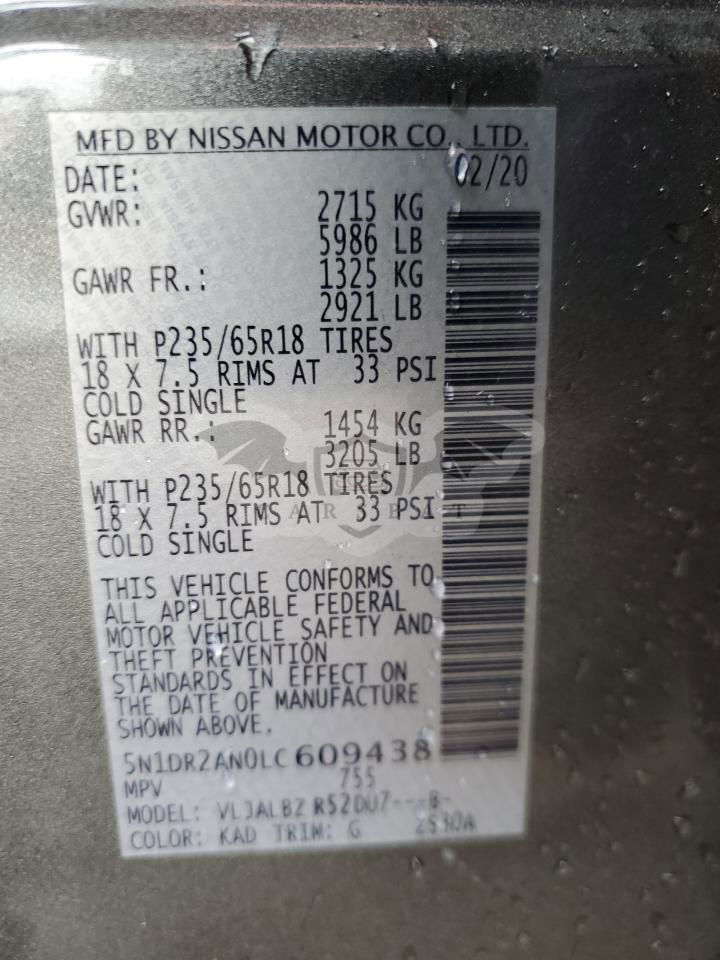 MFD BY NISSAN MOTOR CO., LTD.
DATE: 02/20
GVWR: 2715 KG
5986 LB
GAWR FR.: 1325 KG
2921 LB
WITH P235/65R18 TIRES
18 X 7.5 RIMS AT 33 PSI
COLD SINGLE
GAWR RR.: 1454 KG
3205 LB
WITH P235/65R18 TIRES
18 X 7.5 RIMS AT 33 PSI
COLD SINGLE
THIS VEHICLE CONFORMS TO
ALL APPLICABLE FEDERAL
MOTOR VEHICLE SAFETY AND
THEFT PREVENTION
STANDARDS IN EFFECT ON
THE DATE OF MANUFACTURE
SHOWN ABOVE.
5N1DR2AN0LC609438
MPV 755
MODEL:
COLOR: KAD TRIM: G